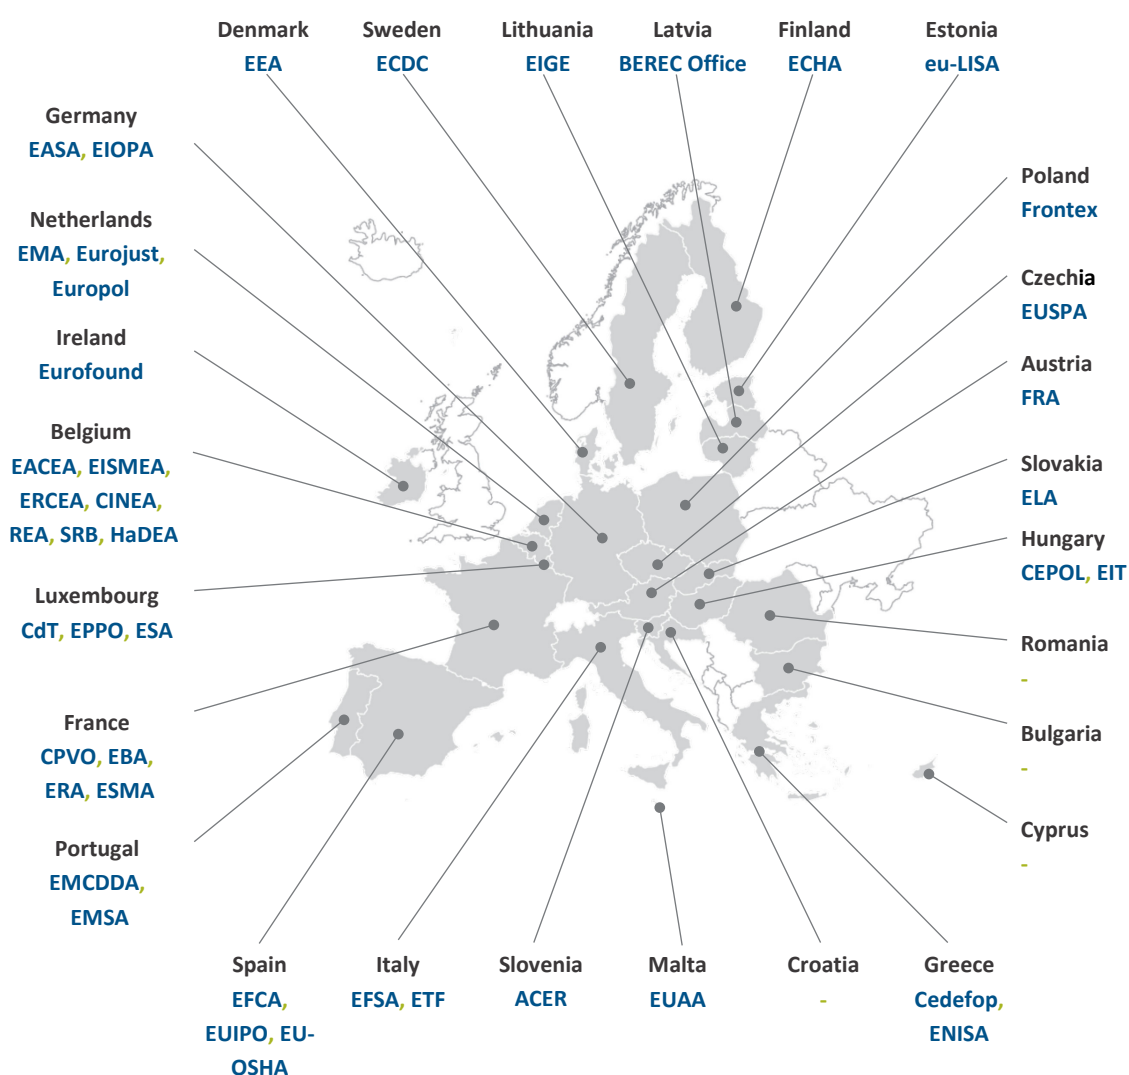 Denmark
EEA
Sweden
ECDC
Lithuania
EIGE
Latvia
BEREC Office
Finland
ECHA
Estonia
eu-LISA
Germany
EASA, EIOPA
Netherlands
EMA, Eurojust,
Europol
Ireland
Eurofound
Belgium
EACEA, EISMEA,
ERCEA, CINEA,
REA, SRB, HaDEA
Luxembourg
CdT, EPPO, ESA
France
CPVO, EBA,
ERA, ESMA
Portugal
EMCDDA,
EMSA
Poland
Frontex
Czechia
EUSPA
Austria
FRA
Slovakia
ELA
Hungary
CEPOL, EIT
Romania
-
Bulgaria
-
Cyprus
-
Spain
EFCA,
EUIPO, EU-
OSHA
Italy
EFSA, ETF
Slovenia
ACER
Malta
EUAA
Croatia
-
Greece
Cedefop,
ENISA